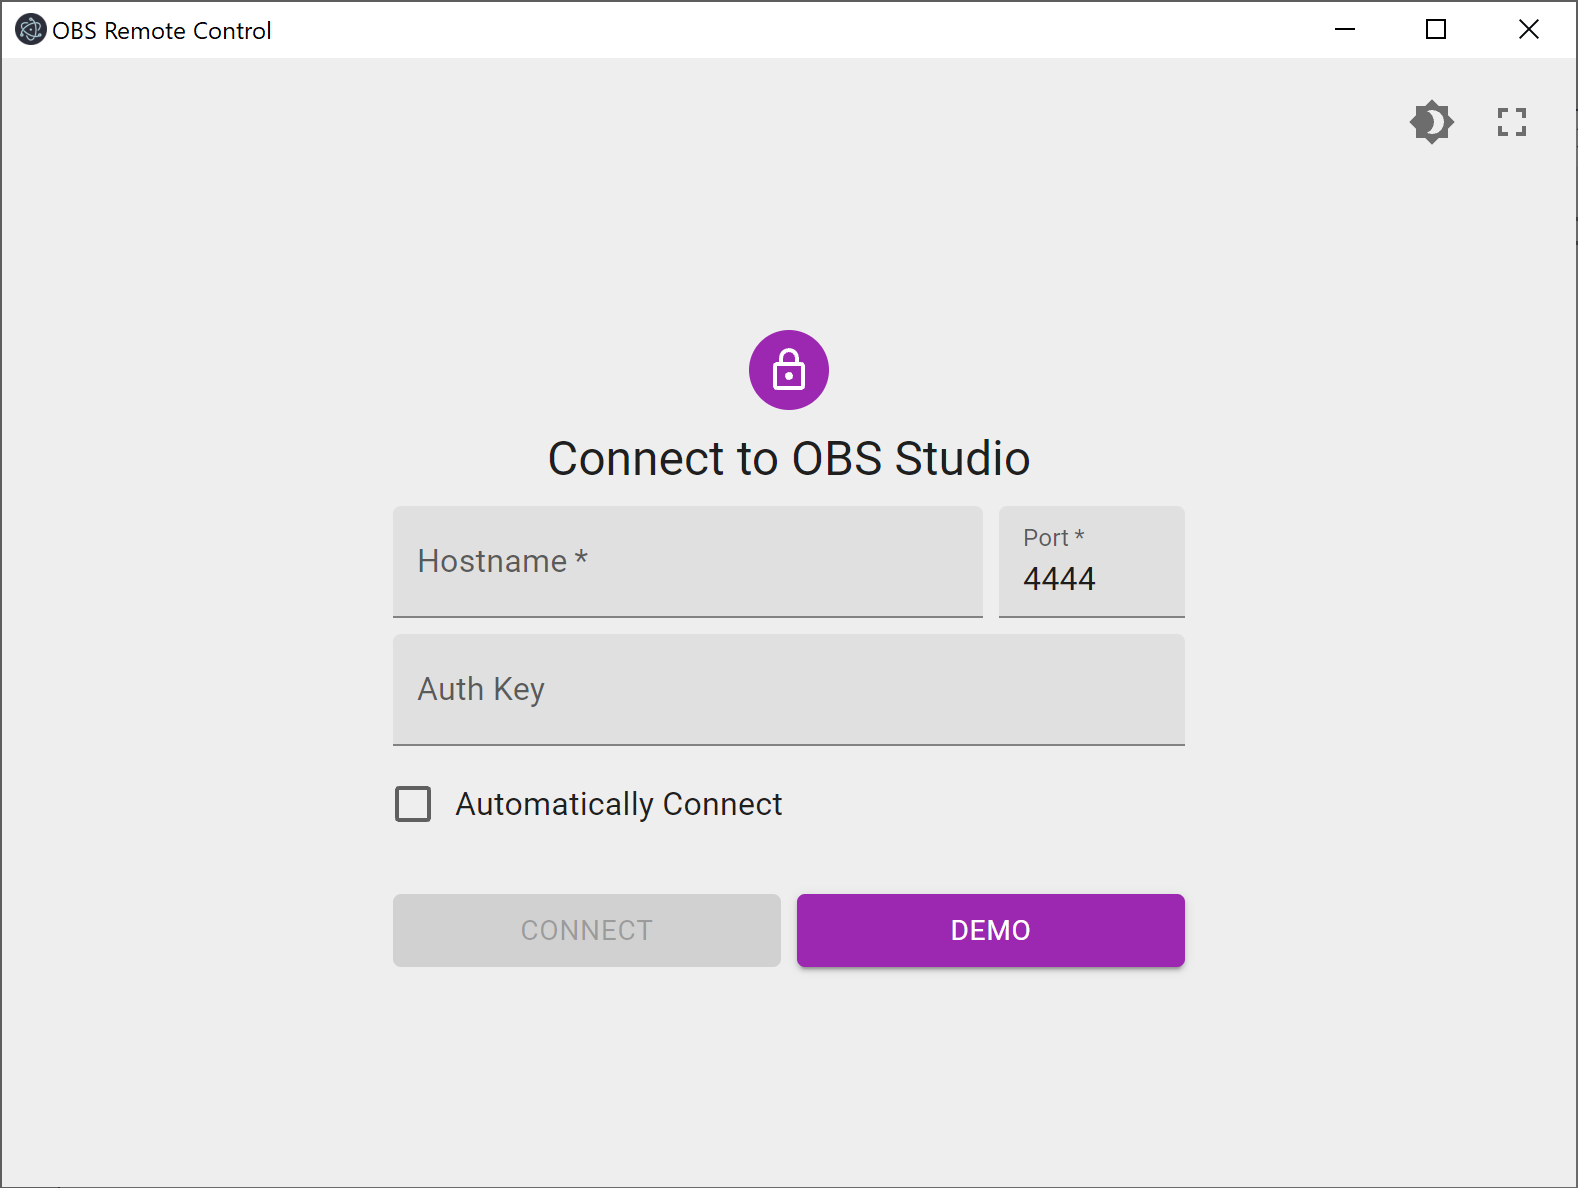 OBS Remote Control
Connect to OBS Studio
Hostname *
Port *
4444
Auth Key
Automatically Connect
CONNECT
DEMO